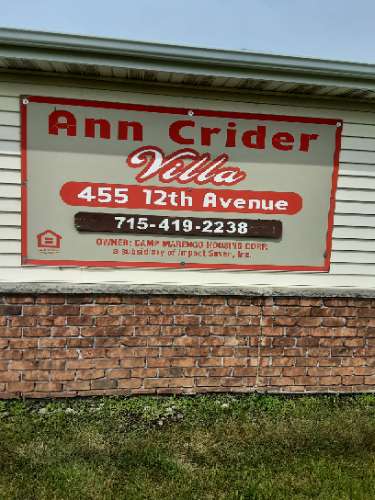 Ann Crider
Villa
455 12th Avenue
715-419-2238
OWNER: CAMP MARENGO HOUSING CORP.
a subsidiary of Impact Seven, Inc.